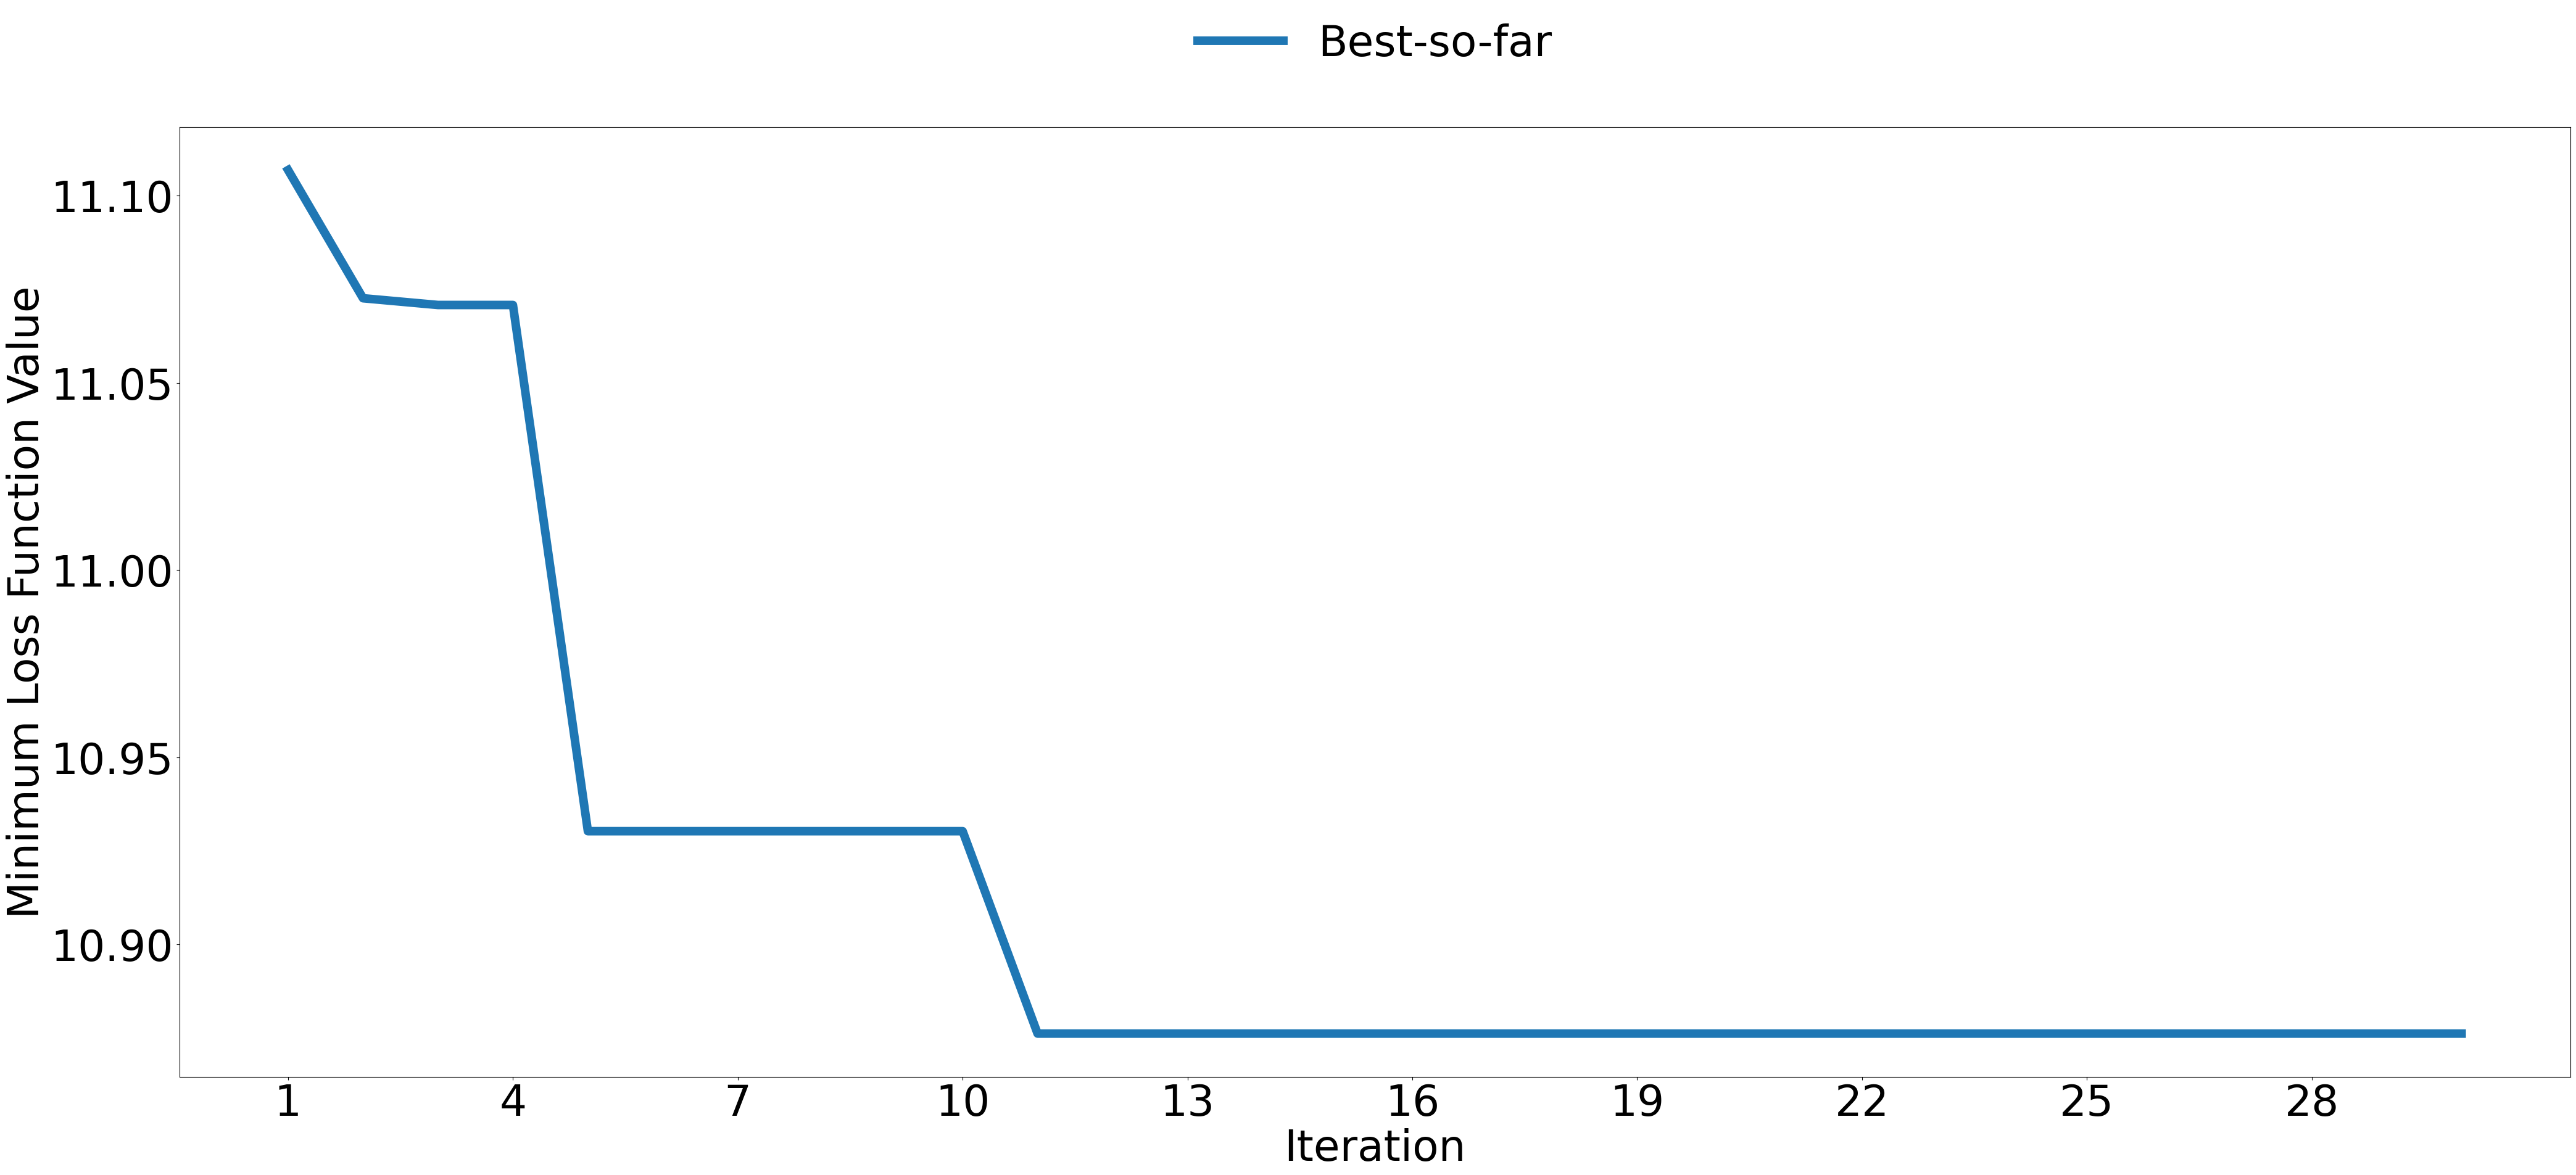 Best-so-far
Minimum Loss Function Value
11.10
11.05
11.00
10.95
10.90
1 4 7 10 13 16 19 22 25 28
Iteration